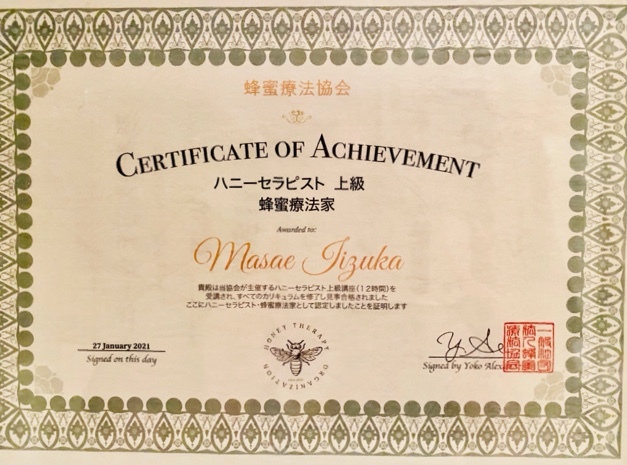 蜂蜜療法協会
CERTIFICATE OF ACHIEVEMENT
ハニーセラピスト 上級
蜂蜜療法家
Awarded to:
Masae Iizuka
貴殿は当協会が主催するハニーセラピスト上級講座(12時間)を
受講され、すべてのカリキュラムを修了し見事合格されました
ここにハニーセラピスト・蜂蜜療法家として認定しましたことを証明します
27 January 2021
Signed on this day
HONEY THERAPY ORGANIZATION
Signed by Yoko